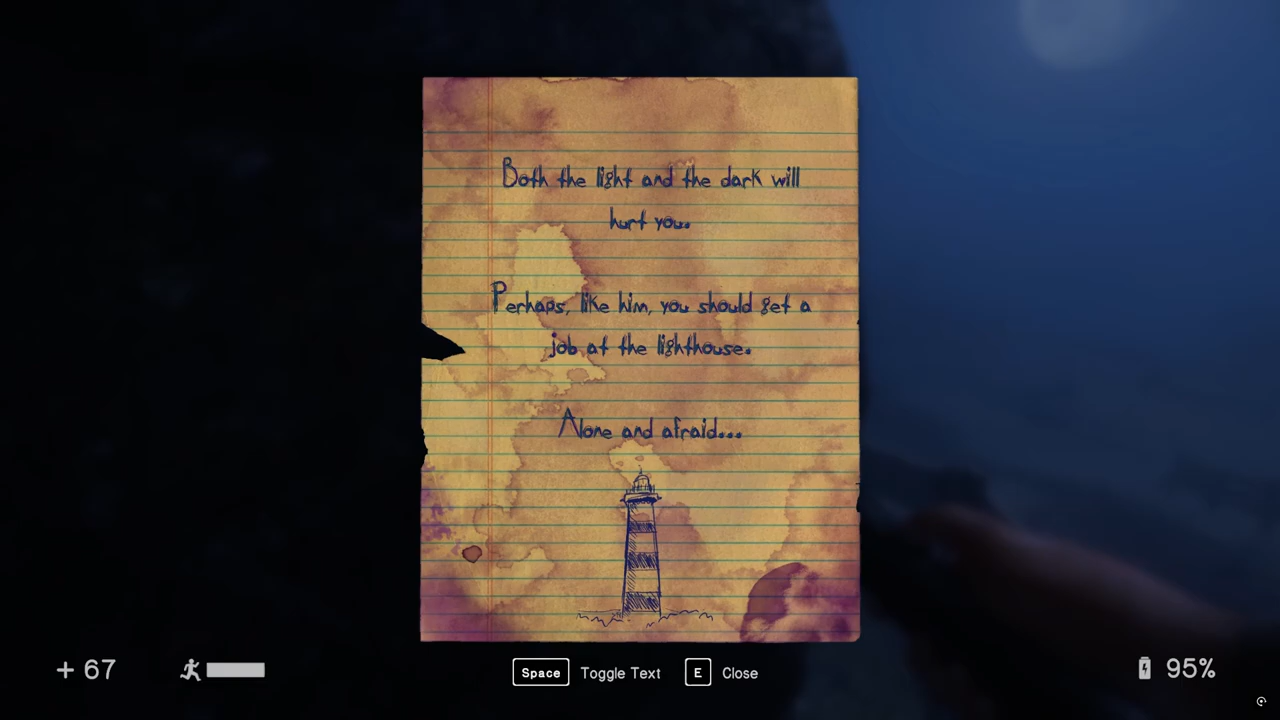 Both the light and the dark will
hurt you.
Perhaps, like him, you should get a
job at the lighthouse.
Alone and afraid...
+ 67
Space Toggle Text E Close
95%